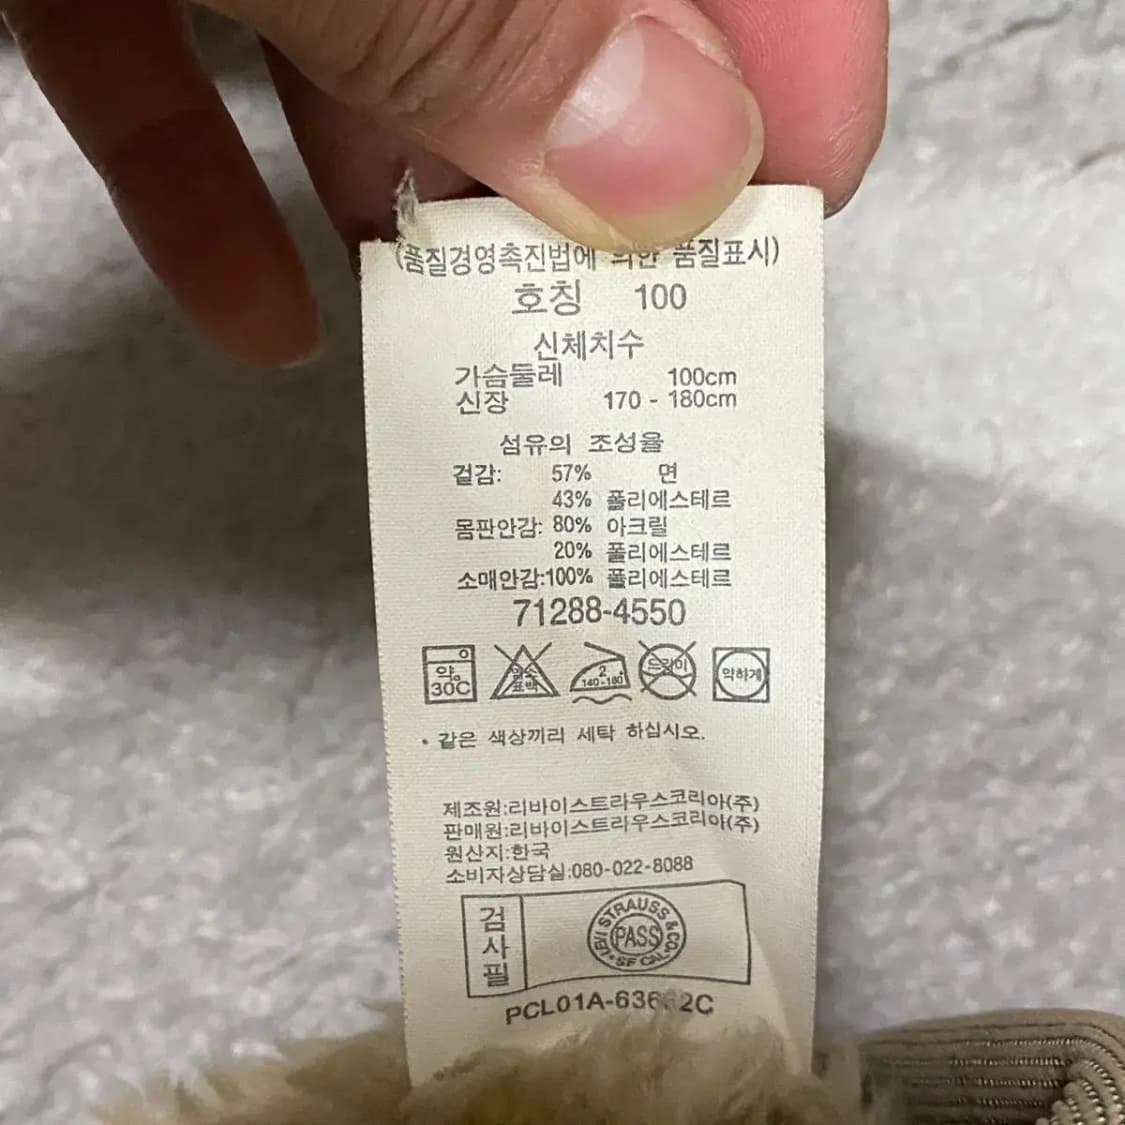 (품질경영촉진법에 의한 품질표시)
호칭 100
신체치수
가슴둘레 100cm
신장 170 - 180cm
섬유의 조성율
겉감: 57% 면
43% 폴리에스테르
몸판안감: 80% 아크릴
20% 폴리에스테르
소매안감:100% 폴리에스테르
71288-4550
약 30C
염소 표백
2 140-160°
드라이
약하게
• 같은 색상끼리 세탁 하십시오.
제조원:리바이스트라우스코리아(주)
판매원:리바이스트라우스코리아(주)
원산지:한국
소비자상담실:080-022-8088
검사필
LEVI STRAUSS & CO
PASS
SF CAL